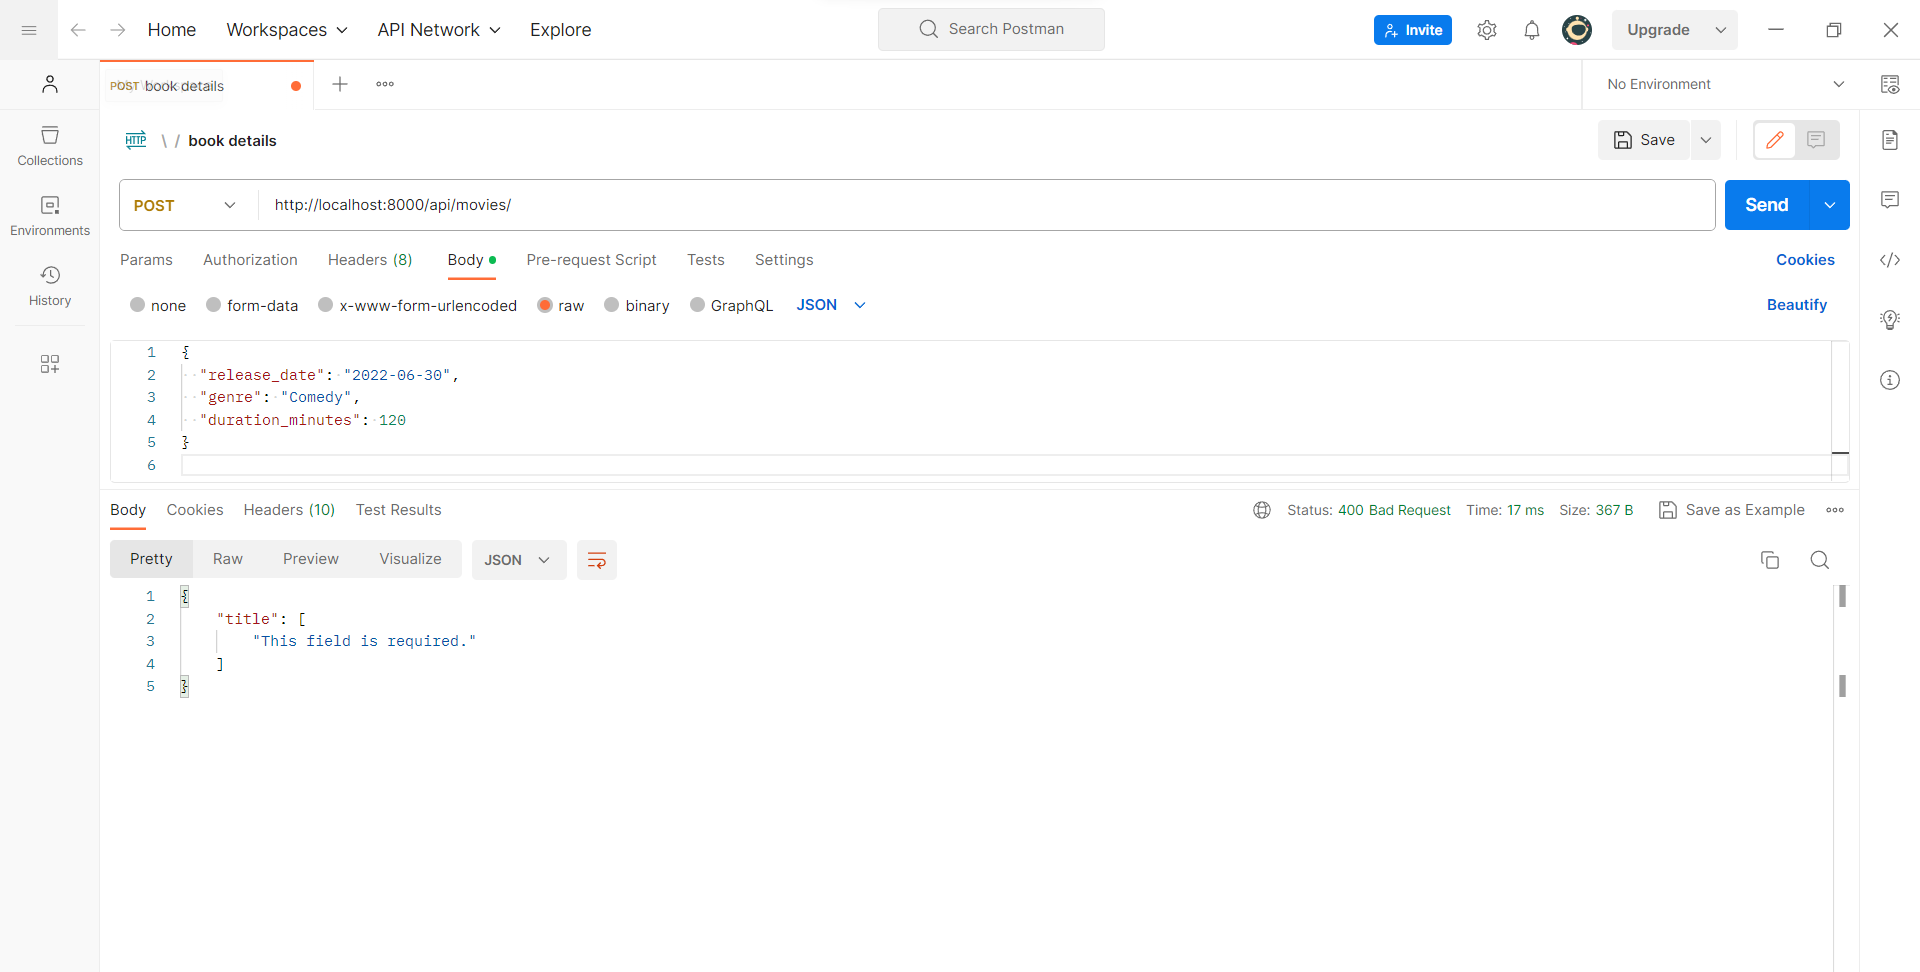 Home Workspaces API Network Explore Search Postman Invite Upgrade
POST book details No Environment
HTTP \ / book details Save
POST http://localhost:8000/api/movies/ Send
Params Authorization Headers (8) Body Pre-request Script Tests Settings Cookies
none form-data x-www-form-urlencoded raw binary GraphQL JSON Beautify
Collections
Environments
History
1 {
2 "release_date": "2022-06-30",
3 "genre": "Comedy",
4 "duration_minutes": 120
5 }
6
Body Cookies Headers (10) Test Results Status: 400 Bad Request Time: 17 ms Size: 367 B Save as Example
Pretty Raw Preview Visualize JSON
1 {
2 "title": [
3 "This field is required."
4 ]
5 }